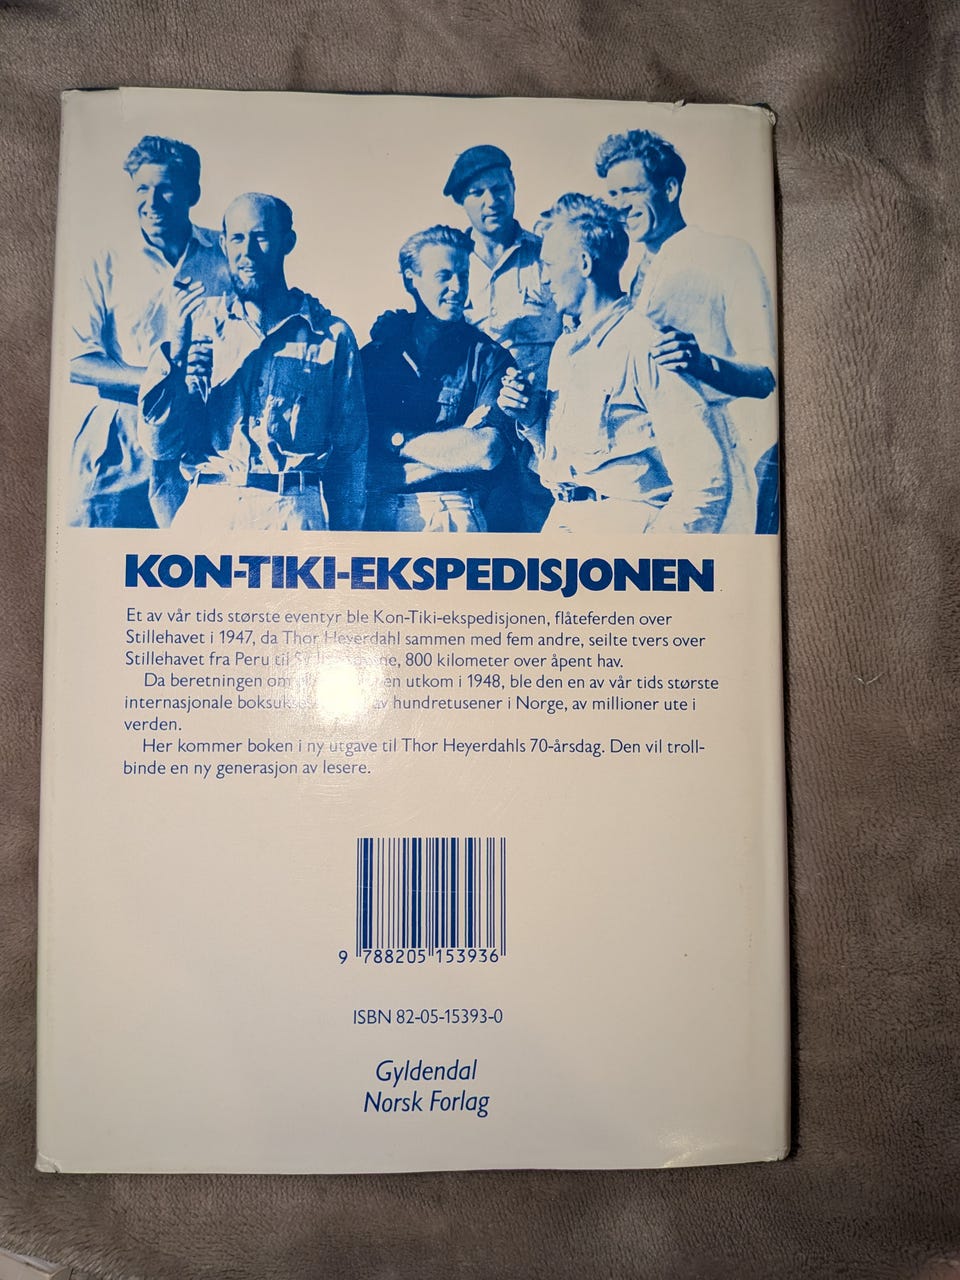 KON-TIKI-EKSPEDISJONEN
Et av vår tids største eventyr ble Kon-Tiki-ekspedisjonen, flåteferden over
Stillehavet i 1947, da Thor Heyerdahl sammen med fem andre, seilte tvers over
Stillehavet fra Peru til 800 kilometer over åpent hav.
Da beretningen om utkom i 1948, ble den en av vår tids største
internasjonale av hundretusener i Norge, av millioner ute i
verden.
Her kommer boken i ny utgave til Thor Heyerdahls 70-årsdag. Den vil troll-
binde en ny generasjon av lesere.
9 788205 153936
ISBN 82-05-15393-0
Gyldendal
Norsk Forlag